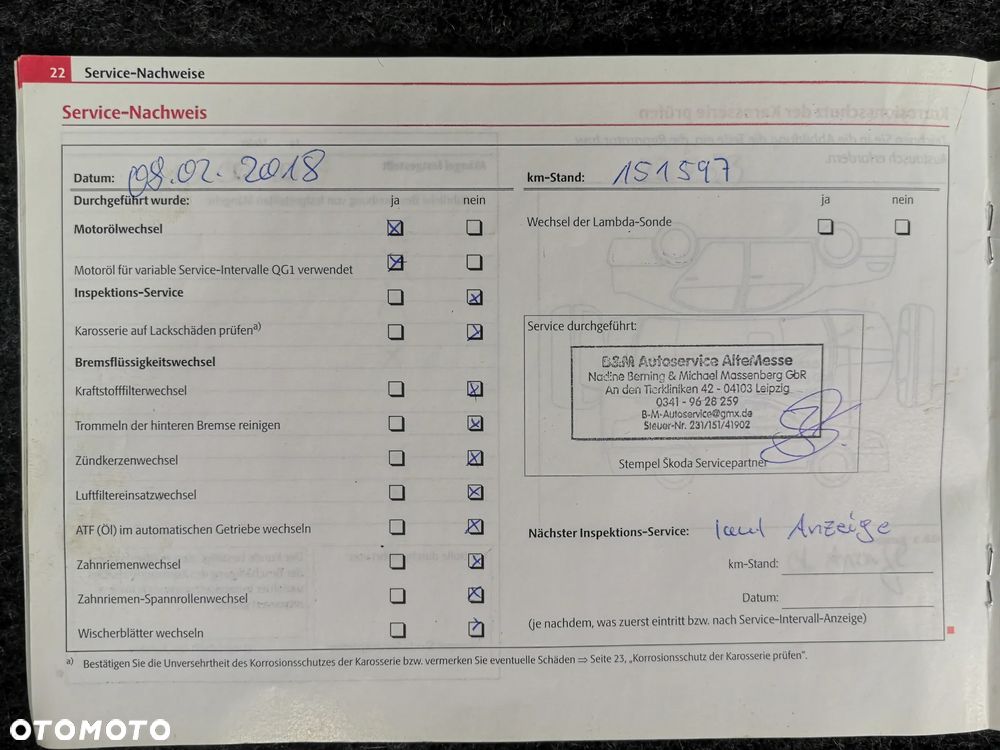 22 Service-Nachweise
Service-Nachweis
Datum: 08.02.2018
km-Stand: 151597
Durchgeführt wurde: ja nein
ja nein
Motorölwechsel
Wechsel der Lambda-Sonde
Motoröl für variable Service-Intervalle QG1 verwendet
Inspektions-Service
Karosserie auf Lackschäden prüfen a)
Bremsflüssigkeitswechsel
Kraftstofffilterwechsel
Trommeln der hinteren Bremse reinigen
Zündkerzenwechsel
Luftfiltereinsatzwechsel
ATF (Öl) im automatischen Getriebe wechseln
Zahnriemenwechsel
Zahnriemen-Spannrollenwechsel
Wischerblätter wechseln
Service durchgeführt:
B&M Autoservice AlteMesse
Nadine Berning & Michael Massenberg GbR
An den Tierkliniken 42 - 04103 Leipzig
0341 - 96 28 259
B-M-Autoservice@gmx.de
Steuer-Nr. 231/151/41902
Stempel Škoda Servicepartner
Nächster Inspektions-Service: laut Anzeige
km-Stand:
Datum:
(je nachdem, was zuerst eintritt bzw. nach Service-Intervall-Anzeige)
a) Bestätigen Sie die Unversehrtheit des Korrosionsschutzes der Karosserie bzw. vermerken Sie eventuelle Schäden ⇒ Seite 23, „Korrosionsschutz der Karosserie prüfen“.
OTOMOTO